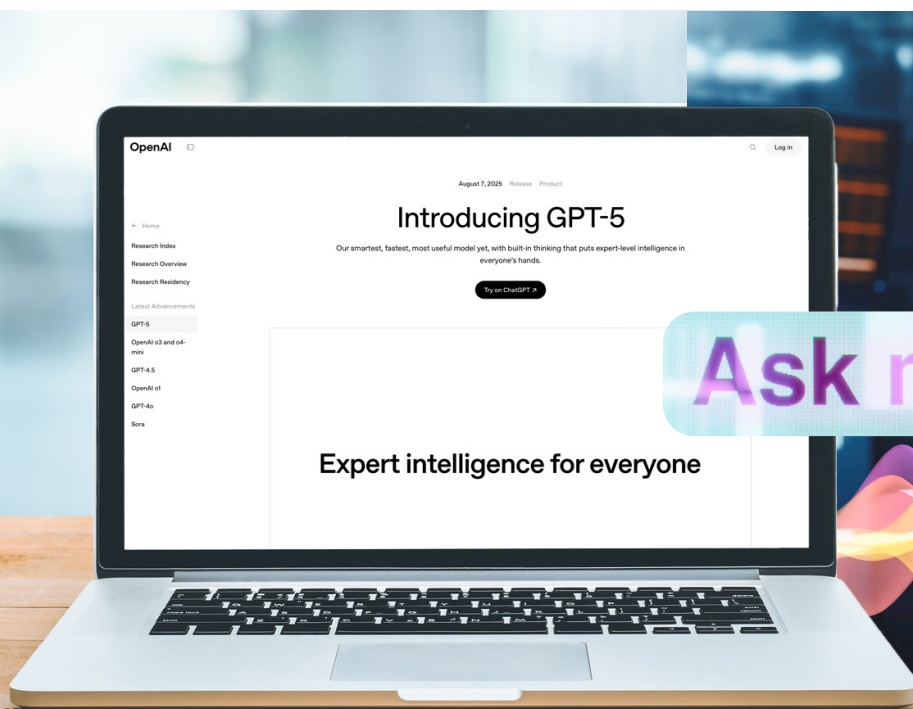 OpenAI
Log in
August 7, 2025 Release Product
Introducing GPT-5
Our smartest, fastest, most useful model yet, with built-in thinking that puts expert-level intelligence in
everyone's hands.
Try on ChatGPT ↗
← Home
Research Index
Research Overview
Research Residency
Latest Advancements
GPT-5
OpenAI o3 and o4-
mini
GPT-4.5
OpenAI o1
GPT-4o
Sora
Expert intelligence for everyone
Ask